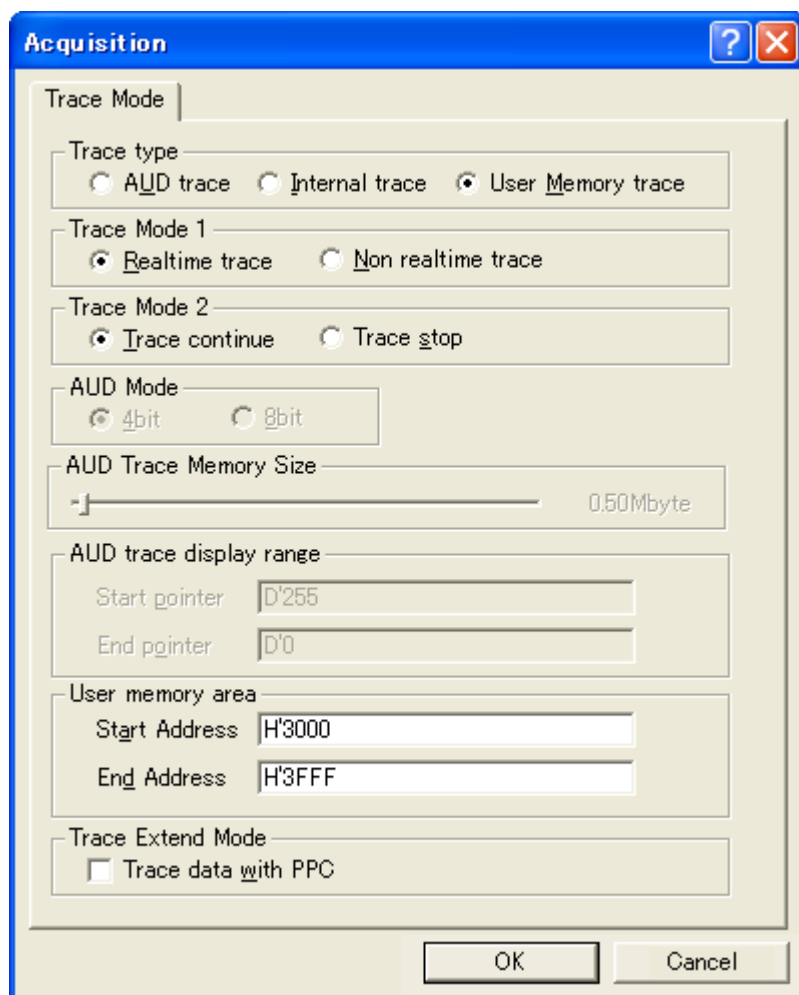 Acquisition
Trace Mode
Trace type
AUD trace Internal trace User Memory trace
Trace Mode 1
Realtime trace Non realtime trace
Trace Mode 2
Trace continue Trace stop
AUD Mode
4bit 8bit
AUD Trace Memory Size
0.50Mbyte
AUD trace display range
Start pointer D'255
End pointer D'0
User memory area
Start Address H'3000
End Address H'3FFF
Trace Extend Mode
Trace data with PPC
OK Cancel